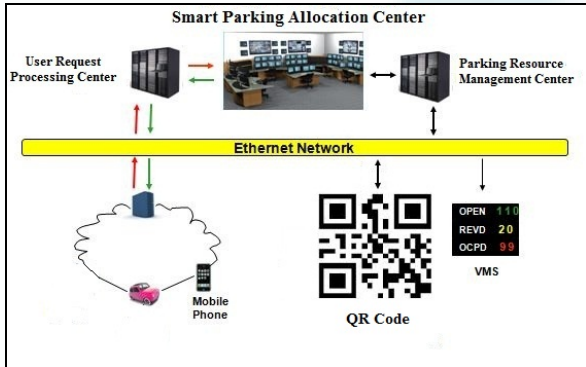 Smart Parking Allocation Center
User Request
Processing Center
Parking Resource
Management Center
Ethernet Network
OPEN 110
REVD 20
OCPD 99
VMS
Mobile
Phone
QR Code